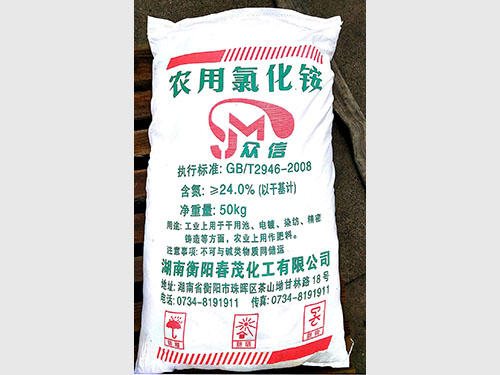 农用氯化铵
JM
众信
执行标准: GB/T2946-2008
含氮: ≥24.0% (以干基计)
净重量: 50kg
用途: 工业上用于干用池、电镀、染纺、精密
铸造等方面, 农业上用作肥料。
注意事项: 不可与碱类物质同储运
湖南衡阳春茂化工有限公司
地址: 湖南省衡阳市珠晖区茶山坳甘林路18号
电话: 0734-8191911 传真: 0734-8191911